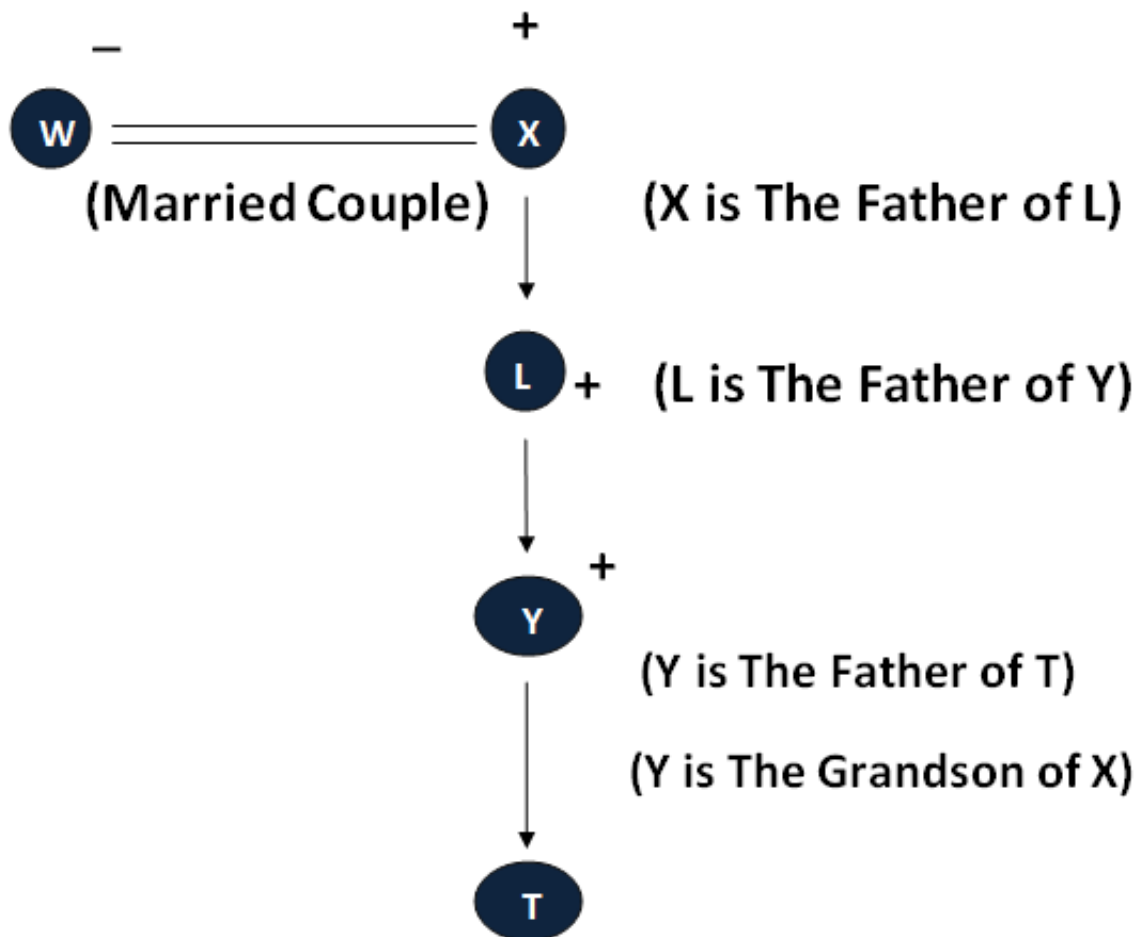 – +
W X
(Married Couple) (X is The Father of L)
L + (L is The Father of Y)
+
Y
(Y is The Father of T)
(Y is The Grandson of X)
T